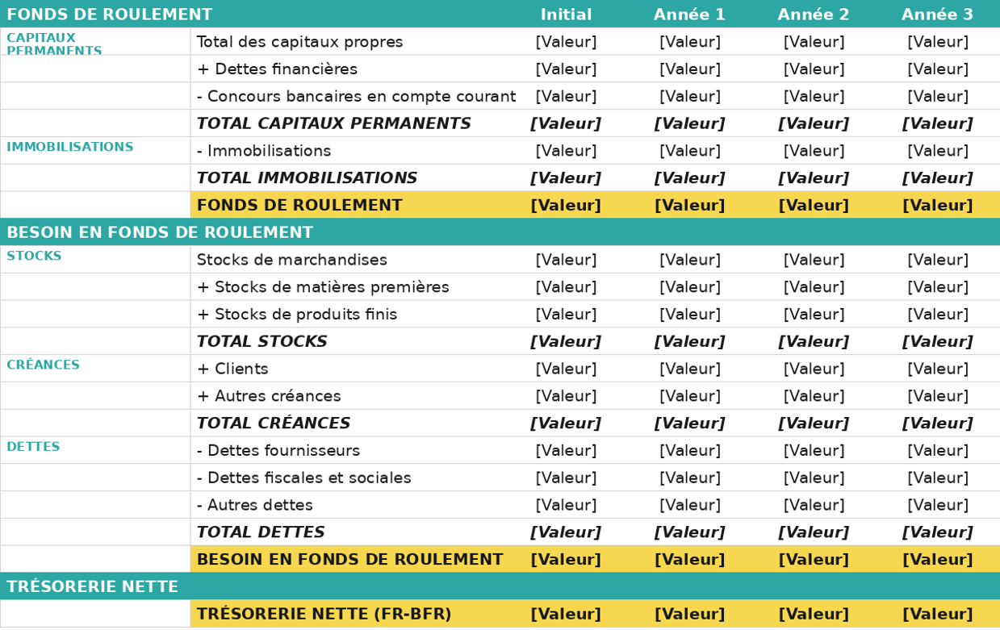 FONDS DE ROULEMENT Initial Année 1 Année 2 Année 3
CAPITAUX
PERMANENTS
Total des capitaux propres [Valeur] [Valeur] [Valeur] [Valeur]
+ Dettes financières [Valeur] [Valeur] [Valeur] [Valeur]
- Concours bancaires en compte courant [Valeur] [Valeur] [Valeur] [Valeur]
TOTAL CAPITAUX PERMANENTS [Valeur] [Valeur] [Valeur] [Valeur]
IMMOBILISATIONS - Immobilisations [Valeur] [Valeur] [Valeur] [Valeur]
TOTAL IMMOBILISATIONS [Valeur] [Valeur] [Valeur] [Valeur]
FONDS DE ROULEMENT [Valeur] [Valeur] [Valeur] [Valeur]
BESOIN EN FONDS DE ROULEMENT
STOCKS Stocks de marchandises [Valeur] [Valeur] [Valeur] [Valeur]
+ Stocks de matières premières [Valeur] [Valeur] [Valeur] [Valeur]
+ Stocks de produits finis [Valeur] [Valeur] [Valeur] [Valeur]
TOTAL STOCKS [Valeur] [Valeur] [Valeur] [Valeur]
CRÉANCES + Clients [Valeur] [Valeur] [Valeur] [Valeur]
+ Autres créances [Valeur] [Valeur] [Valeur] [Valeur]
TOTAL CRÉANCES [Valeur] [Valeur] [Valeur] [Valeur]
DETTES - Dettes fournisseurs [Valeur] [Valeur] [Valeur] [Valeur]
- Dettes fiscales et sociales [Valeur] [Valeur] [Valeur] [Valeur]
- Autres dettes [Valeur] [Valeur] [Valeur] [Valeur]
TOTAL DETTES [Valeur] [Valeur] [Valeur] [Valeur]
BESOIN EN FONDS DE ROULEMENT [Valeur] [Valeur] [Valeur] [Valeur]
TRÉSORERIE NETTE
TRÉSORERIE NETTE (FR-BFR) [Valeur] [Valeur] [Valeur] [Valeur]